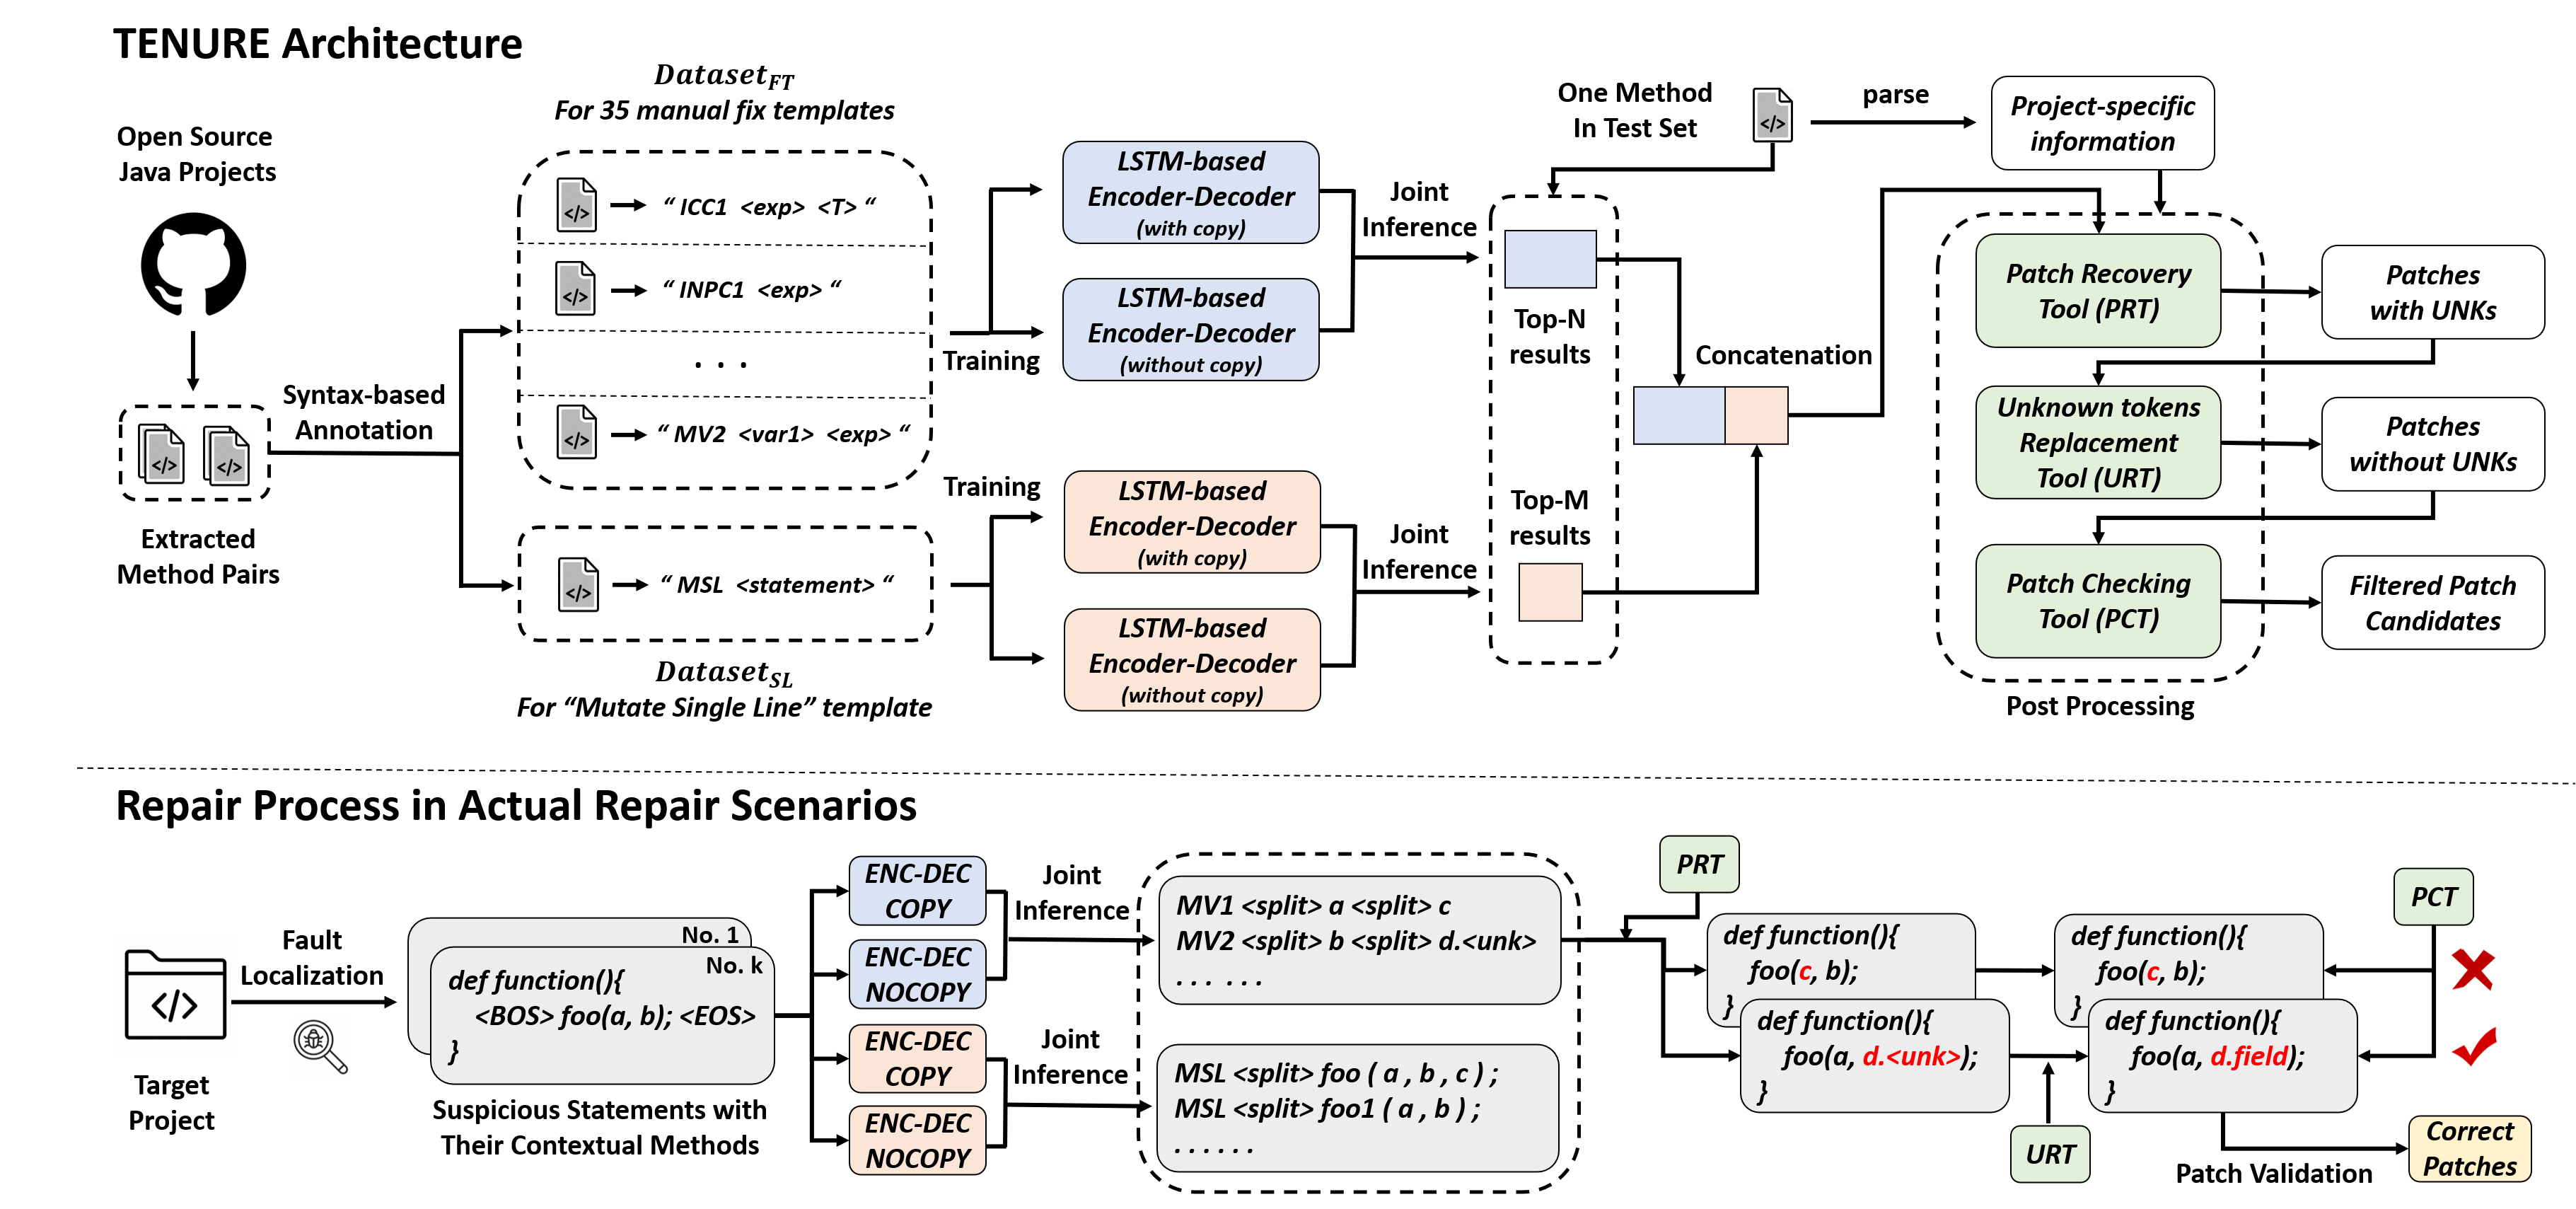 TENURE Architecture
Open Source
Java Projects
Extracted
Method Pairs
Syntax-based
Annotation
Dataset_FT
For 35 manual fix templates
</>
“ ICC1 <exp> <T> “
</>
“ INPC1 <exp> “
. . .
</>
“ MV2 <var1> <exp> “
</>
</>
</>
“ MSL <statement> “
Dataset_SL
For “Mutate Single Line” template
Training
Training
LSTM-based
Encoder-Decoder
(with copy)
LSTM-based
Encoder-Decoder
(without copy)
LSTM-based
Encoder-Decoder
(with copy)
LSTM-based
Encoder-Decoder
(without copy)
Joint
Inference
Joint
Inference
One Method
In Test Set
</>
parse
Project-specific
information
Top-N
results
Top-M
results
Concatenation
Patch Recovery
Tool (PRT)
Unknown tokens
Replacement
Tool (URT)
Patch Checking
Tool (PCT)
Post Processing
Patches
with UNKs
Patches
without UNKs
Filtered Patch
Candidates
Repair Process in Actual Repair Scenarios
</>
Target
Project
Fault
Localization
No. 1
No. k
def function(){
<BOS> foo(a, b); <EOS>
}
Suspicious Statements with
Their Contextual Methods
ENC-DEC
COPY
ENC-DEC
NOCOPY
ENC-DEC
COPY
ENC-DEC
NOCOPY
Joint
Inference
Joint
Inference
MV1 <split> a <split> c
MV2 <split> b <split> d.<unk>
. . . . . .
MSL <split> foo ( a , b , c ) ;
MSL <split> foo1 ( a , b ) ;
. . . . . .
PRT
def function(){
foo(c, b);
}
def function(){
foo(a, d.<unk>);
}
URT
def function(){
foo(c, b);
}
def function(){
foo(a, d.field);
}
PCT
Patch Validation
Correct
Patches